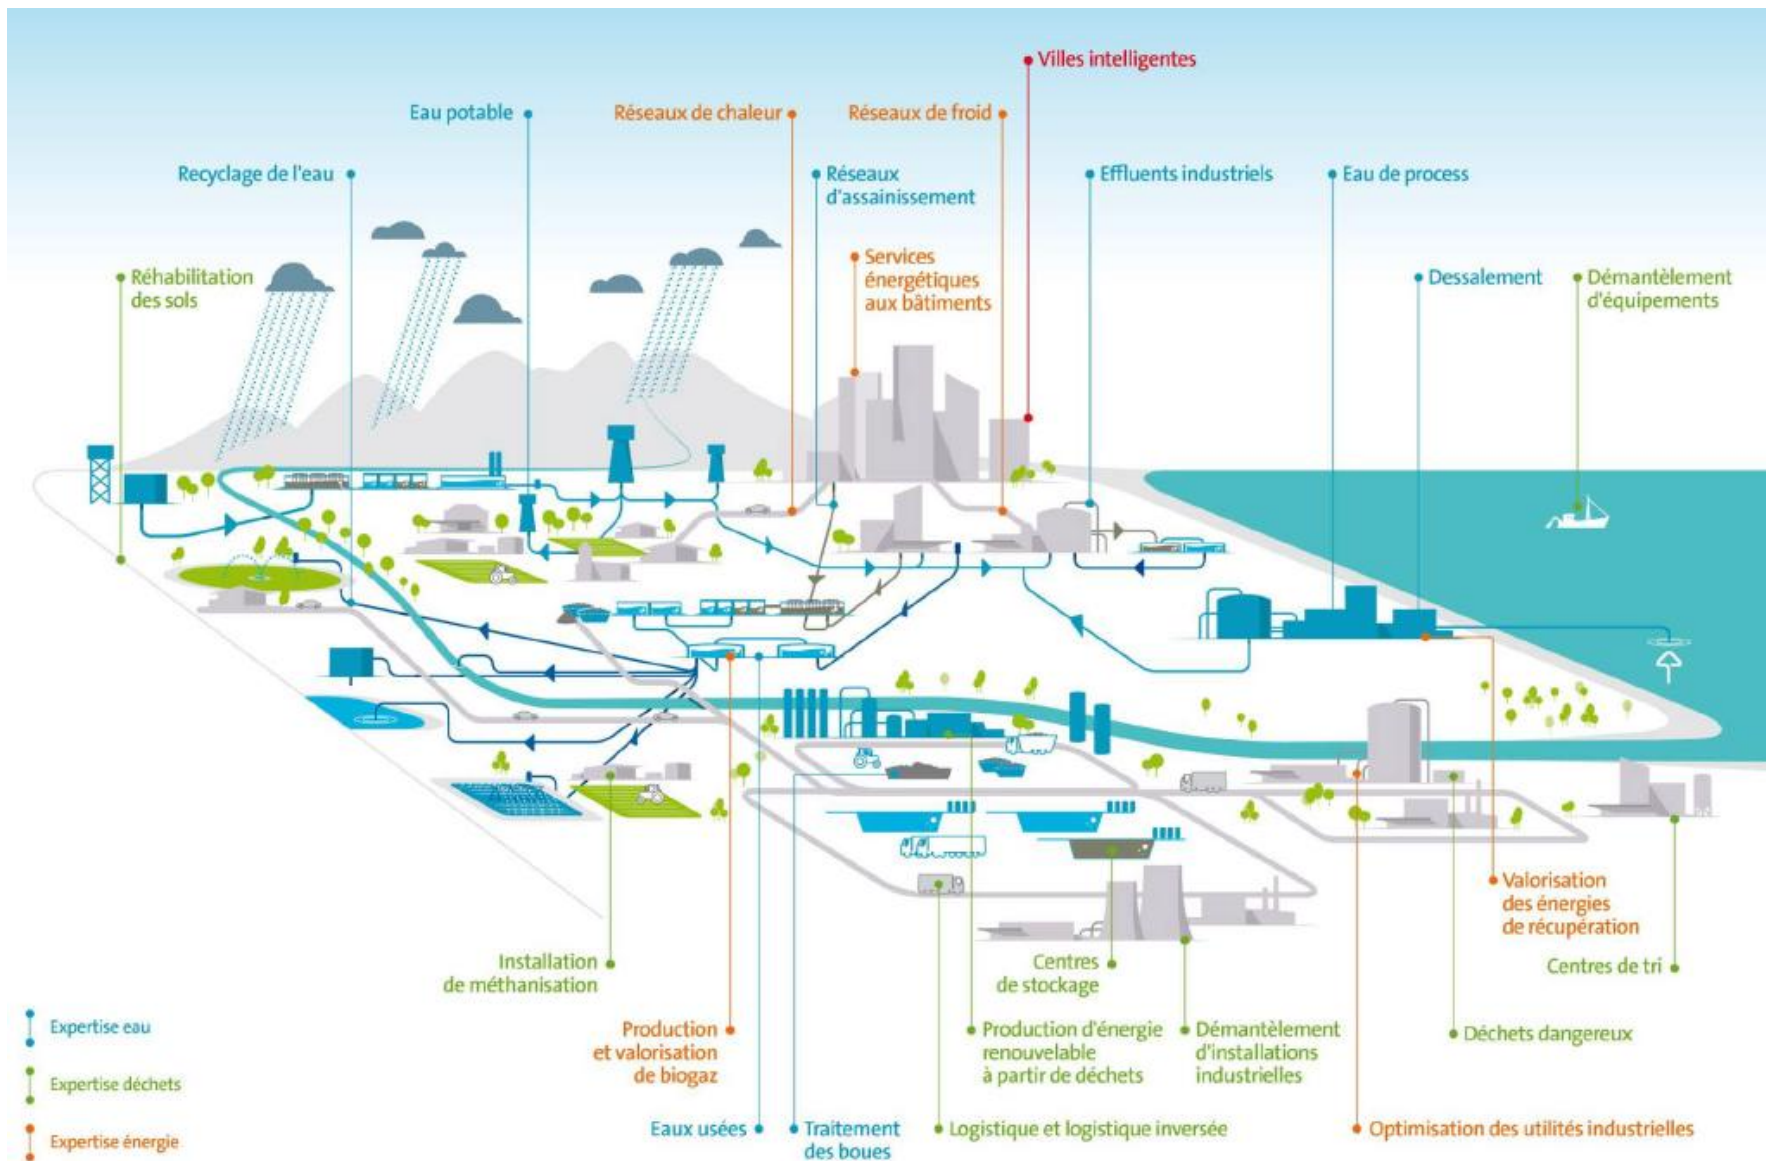 Villes intelligentes
Eau potable
Réseaux de chaleur
Réseaux de froid
Recyclage de l'eau
Réseaux
d'assainissement
Effluents industriels
Eau de process
Services
énergétiques
aux bâtiments
Réhabilitation
des sols
Dessalement
Démantèlement
d'équipements
Valorisation
des énergies
de récupération
Installation
de méthanisation
Centres
de stockage
Centres de tri
Production
et valorisation
de biogaz
Production d'énergie
renouvelable
à partir de déchets
Démantèlement
d'installations
industrielles
Déchets dangereux
Eaux usées
Traitement
des boues
Logistique et logistique inversée
Optimisation des utilités industrielles
Expertise eau
Expertise déchets
Expertise énergie